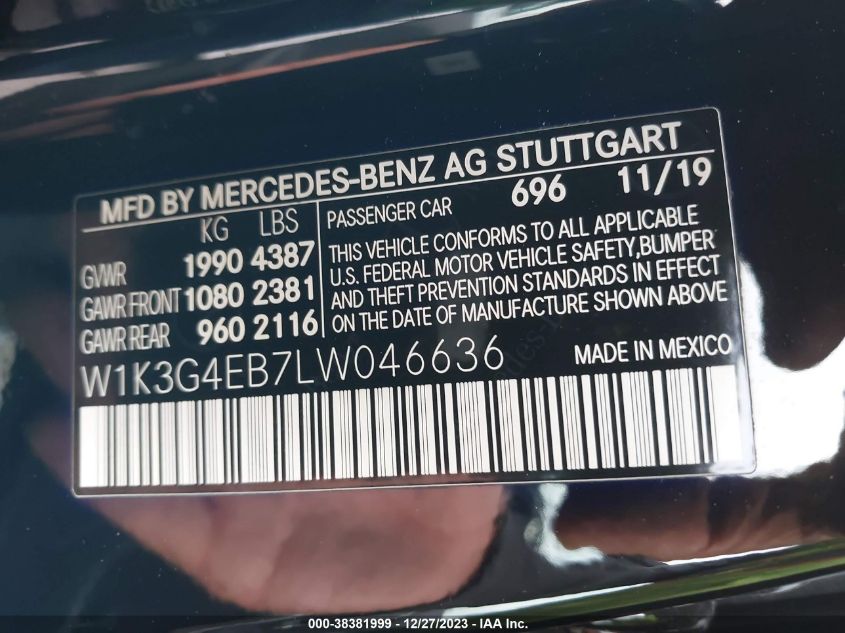 MFD BY MERCEDES-BENZ AG STUTTGART
KG LBS
GVWR 1990 4387
GAWR FRONT 1080 2381
GAWR REAR 960 2116
PASSENGER CAR 696 11/19
THIS VEHICLE CONFORMS TO ALL APPLICABLE
U.S. FEDERAL MOTOR VEHICLE SAFETY,BUMPER
AND THEFT PREVENTION STANDARDS IN EFFECT
ON THE DATE OF MANUFACTURE SHOWN ABOVE
W1K3G4EB7LW046636 MADE IN MEXICO
000-38381999 - 12/27/2023 - IAA Inc.